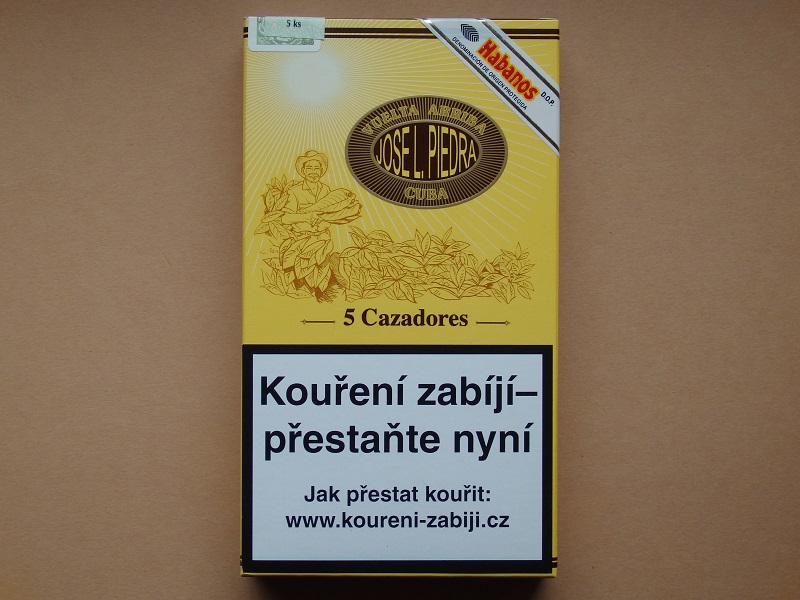 5 ks
Habanos
D.O.P.
DENOMINACIÓN DE ORIGEN PROTEGIDA
VUELTA ARRIBA
JOSE L. PIEDRA
CUBA
5 Cazadores
Kouření zabíjí–
přestaňte nyní
Jak přestat kouřit:
www.koureni-zabiji.cz